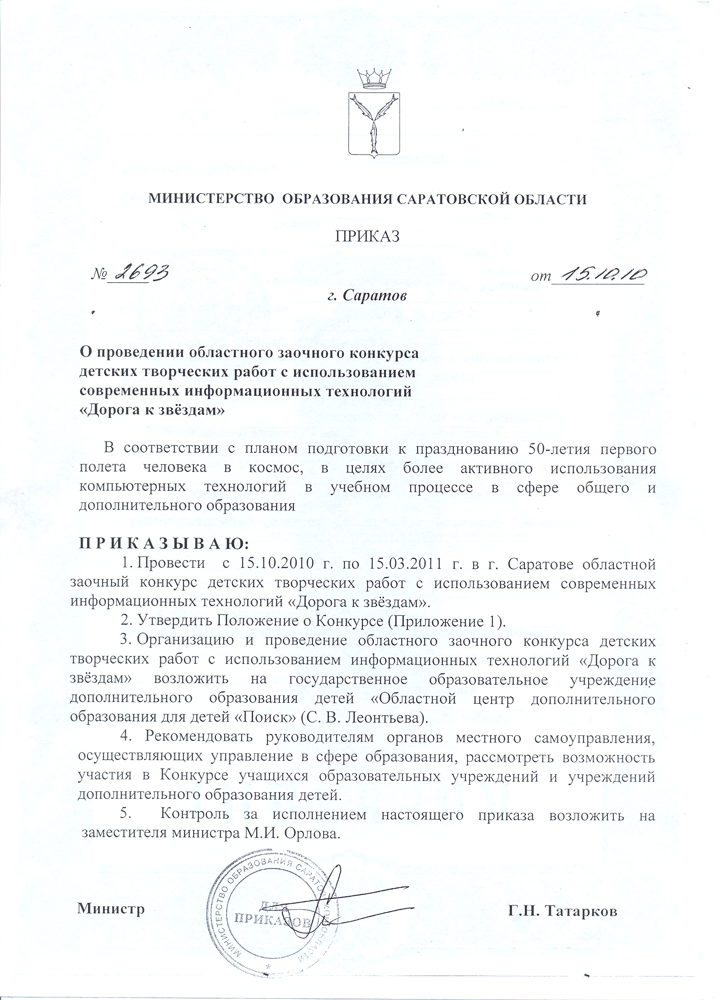 МИНИСТЕРСТВО ОБРАЗОВАНИЯ САРАТОВСКОЙ ОБЛАСТИ
ПРИКАЗ
№ 2693 от 15.10.10
г. Саратов
О проведении областного заочного конкурса
детских творческих работ с использованием
современных информационных технологий
«Дорога к звёздам»
В соответствии с планом подготовки к празднованию 50-летия первого
полета человека в космос, в целях более активного использования
компьютерных технологий в учебном процессе в сфере общего и
дополнительного образования
П Р И К А З Ы В А Ю:
1. Провести с 15.10.2010 г. по 15.03.2011 г. в г. Саратове областной
заочный конкурс детских творческих работ с использованием современных
информационных технологий «Дорога к звёздам».
2. Утвердить Положение о Конкурсе (Приложение 1).
3. Организацию и проведение областного заочного конкурса детских
творческих работ с использованием информационных технологий «Дорога к
звёздам» возложить на государственное образовательное учреждение
дополнительного образования детей «Областной центр дополнительного
образования для детей «Поиск» (С. В. Леонтьева).
4. Рекомендовать руководителям органов местного самоуправления,
осуществляющих управление в сфере образования, рассмотреть возможность
участия в Конкурсе учащихся образовательных учреждений и учреждений
дополнительного образования детей.
5. Контроль за исполнением настоящего приказа возложить на
заместителя министра М.И. Орлова.
МИНИСТЕРСТВО ОБРАЗОВАНИЯ САРАТОВСКОЙ ОБЛАСТИ
ДЛЯ
ПРИКАЗОВ
Министр Г.Н. Татарков